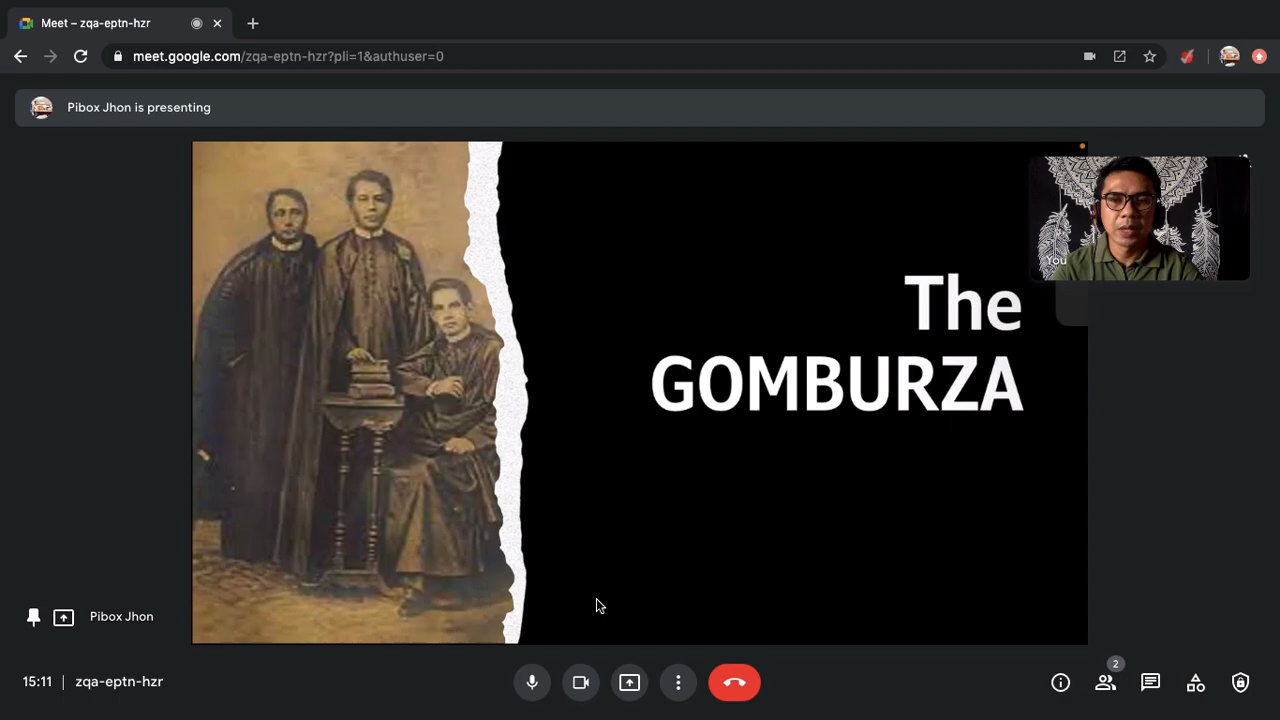 Meet – zqa-eptn-hzr
meet.google.com/zqa-eptn-hzr?pli=1&authuser=0
Pibox Jhon is presenting
You
The
GOMBURZA
Pibox Jhon
2
15:11 | zqa-eptn-hzr